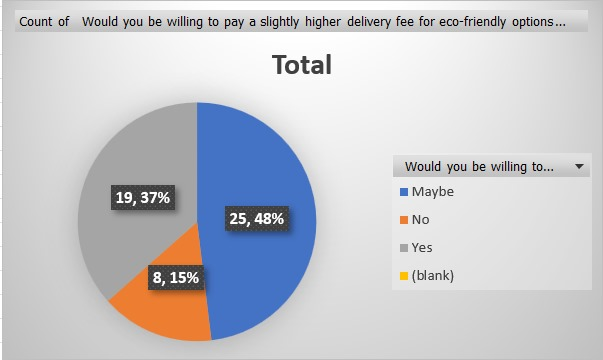 Count of Would you be willing to pay a slightly higher delivery fee for eco-friendly options...
Total
19, 37%
25, 48%
8, 15%
Would you be willing to...
Maybe
No
Yes
(blank)